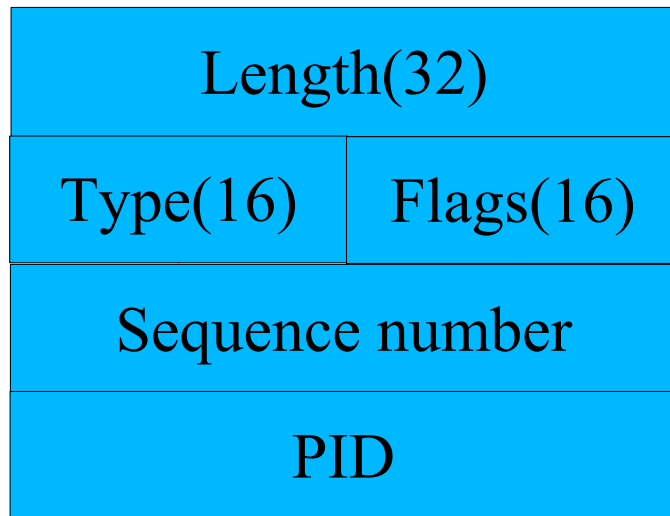 Length(32)
Type(16) Flags(16)
Sequence number
PID